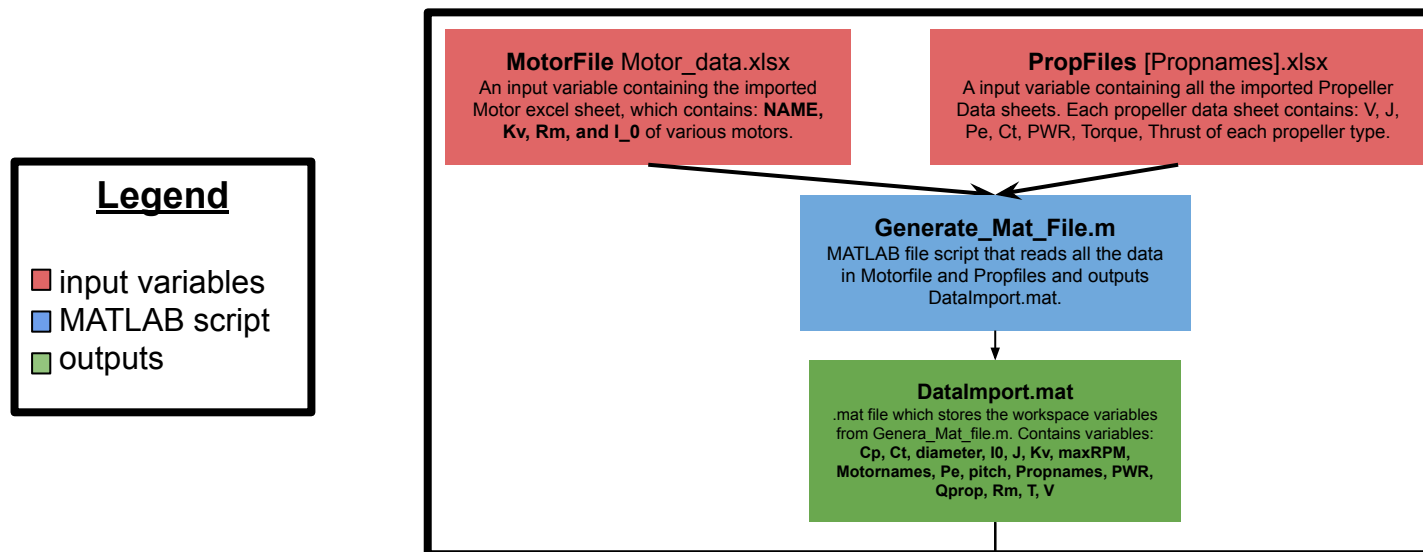 Legend
input variables
MATLAB script
outputs
MotorFile Motor_data.xlsx
An input variable containing the imported
Motor excel sheet, which contains: NAME,
Kv, Rm, and I_0 of various motors.
PropFiles [Propnames].xlsx
A input variable containing all the imported Propeller
Data sheets. Each propeller data sheet contains: V, J,
Pe, Ct, PWR, Torque, Thrust of each propeller type.
Generate_Mat_File.m
MATLAB file script that reads all the data
in Motorfile and Propfiles and outputs
DataImport.mat.
DataImport.mat
.mat file which stores the workspace variables
from Genera_Mat_file.m. Contains variables:
Cp, Ct, diameter, I0, J, Kv, maxRPM,
Motornames, Pe, pitch, Propnames, PWR,
Qprop, Rm, T, V